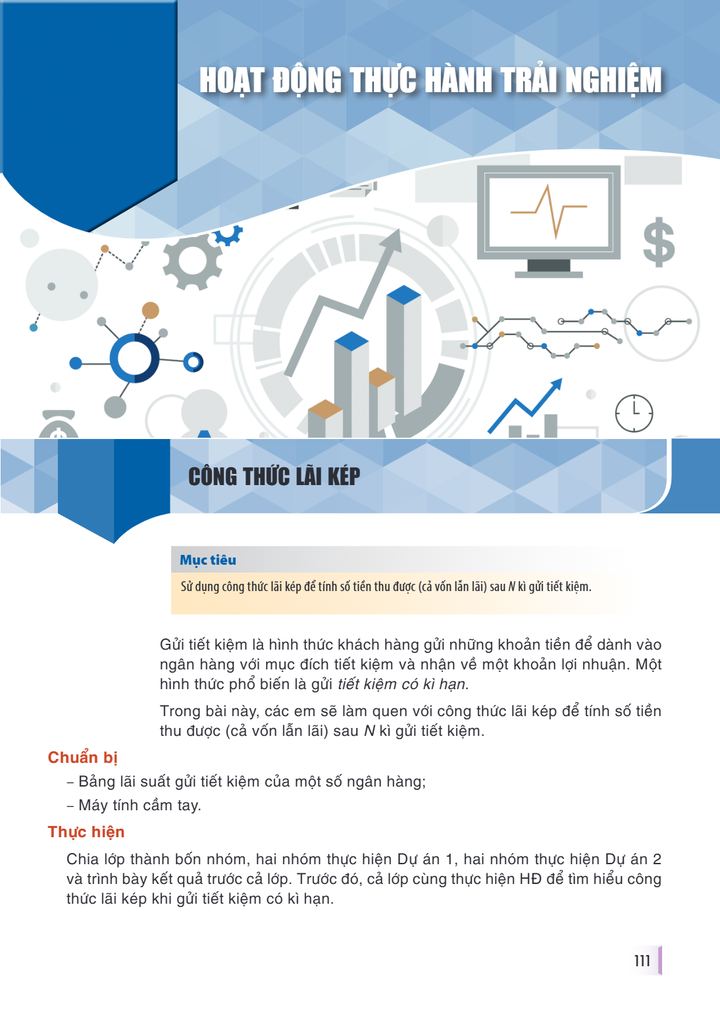 HOẠT ĐỘNG THỰC HÀNH TRẢI NGHIỆM
$
$
CÔNG THỨC LÃI KÉP
Mục tiêu
Sử dụng công thức lãi kép để tính số tiền thu được (cả vốn lẫn lãi) sau N kì gửi tiết kiệm.
Gửi tiết kiệm là hình thức khách hàng gửi những khoản tiền để dành vào
ngân hàng với mục đích tiết kiệm và nhận về một khoản lợi nhuận. Một
hình thức phổ biến là gửi tiết kiệm có kì hạn.
Trong bài này, các em sẽ làm quen với công thức lãi kép để tính số tiền
thu được (cả vốn lẫn lãi) sau N kì gửi tiết kiệm.
Chuẩn bị
– Bảng lãi suất gửi tiết kiệm của một số ngân hàng;
– Máy tính cầm tay.
Thực hiện
Chia lớp thành bốn nhóm, hai nhóm thực hiện Dự án 1, hai nhóm thực hiện Dự án 2
và trình bày kết quả trước cả lớp. Trước đó, cả lớp cùng thực hiện HĐ để tìm hiểu công
thức lãi kép khi gửi tiết kiệm có kì hạn.
111